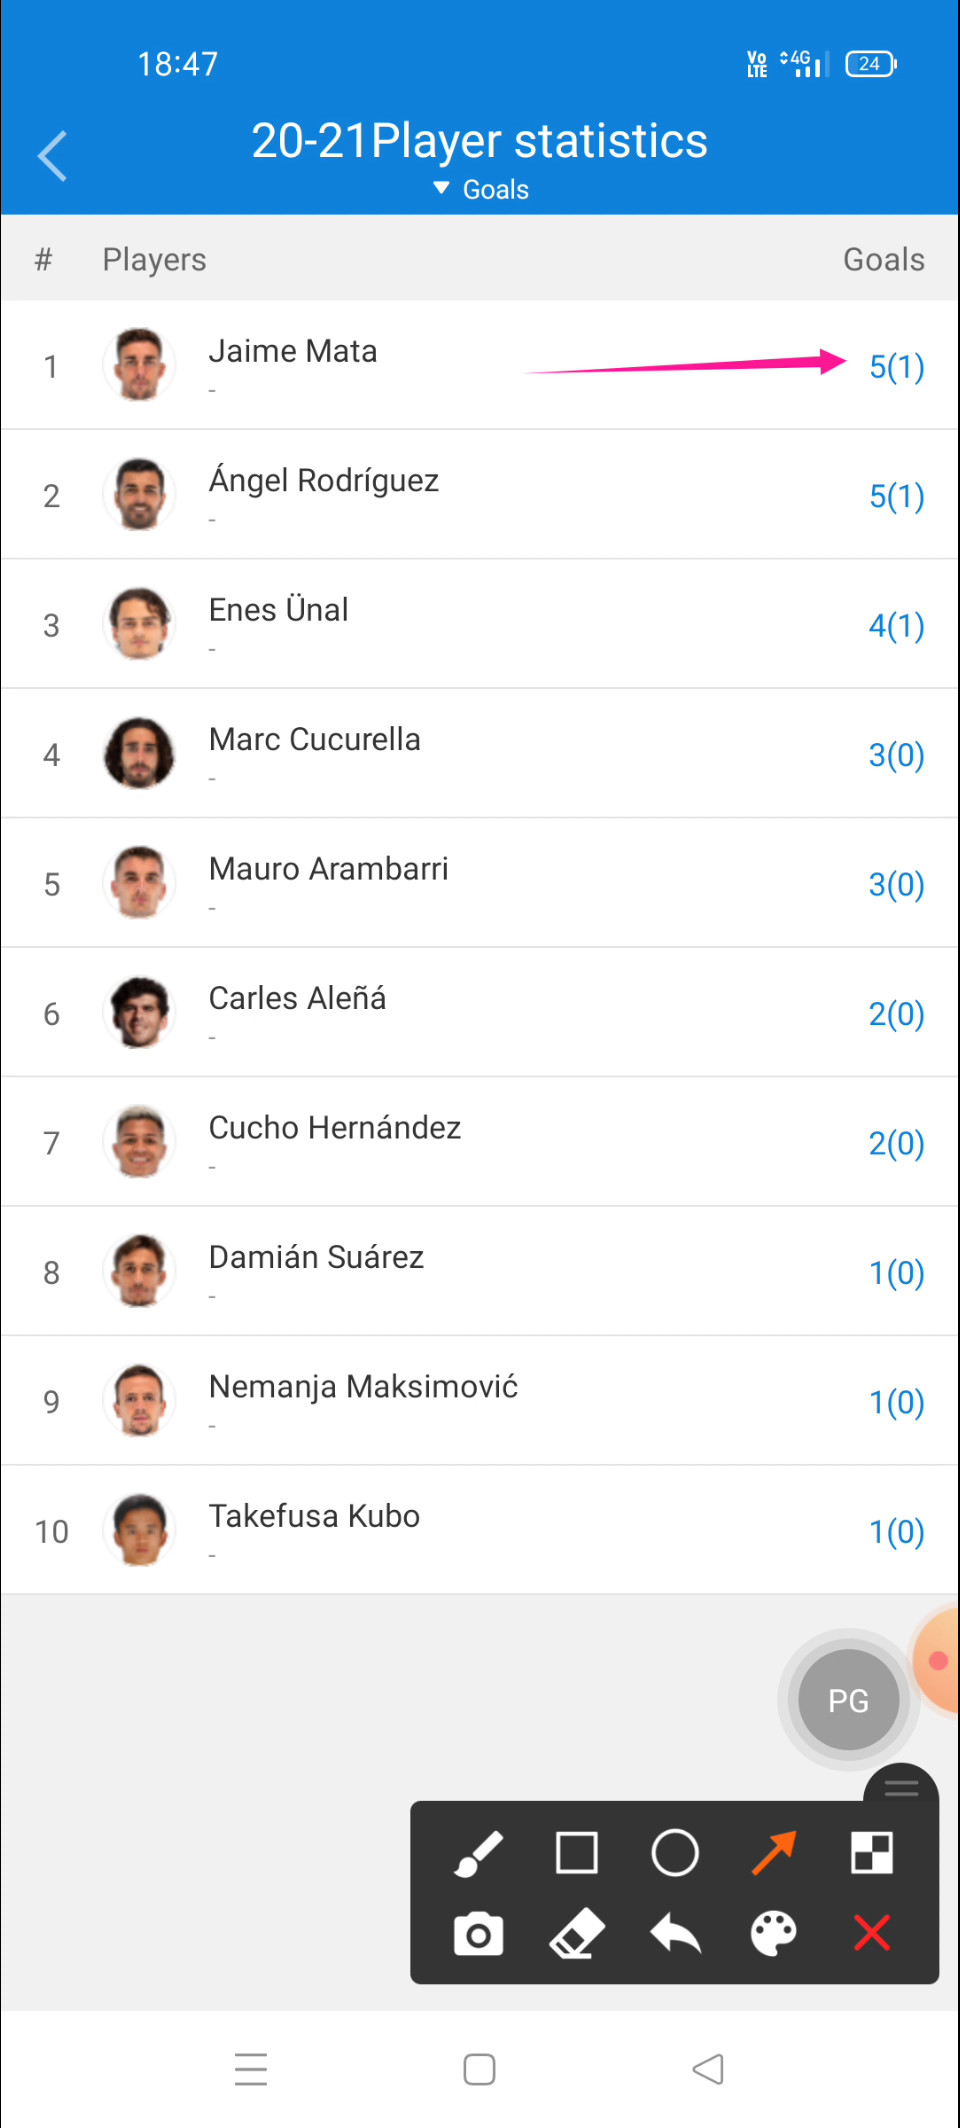 18:47
Vo LTE 4G 24
20-21Player statistics
Goals
# Players Goals
1 Jaime Mata 5(1)
-
2 Ángel Rodríguez 5(1)
-
3 Enes Ünal 4(1)
-
4 Marc Cucurella 3(0)
-
5 Mauro Arambarri 3(0)
-
6 Carles Aleñá 2(0)
-
7 Cucho Hernández 2(0)
-
8 Damián Suárez 1(0)
-
9 Nemanja Maksimović 1(0)
-
10 Takefusa Kubo 1(0)
-
PG